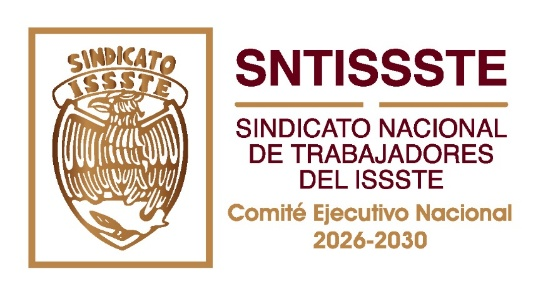 SINDICATO
ISSSTE
SNTISSSTE
SINDICATO NACIONAL
DE TRABAJADORES
DEL ISSSTE
Comité Ejecutivo Nacional
2026-2030